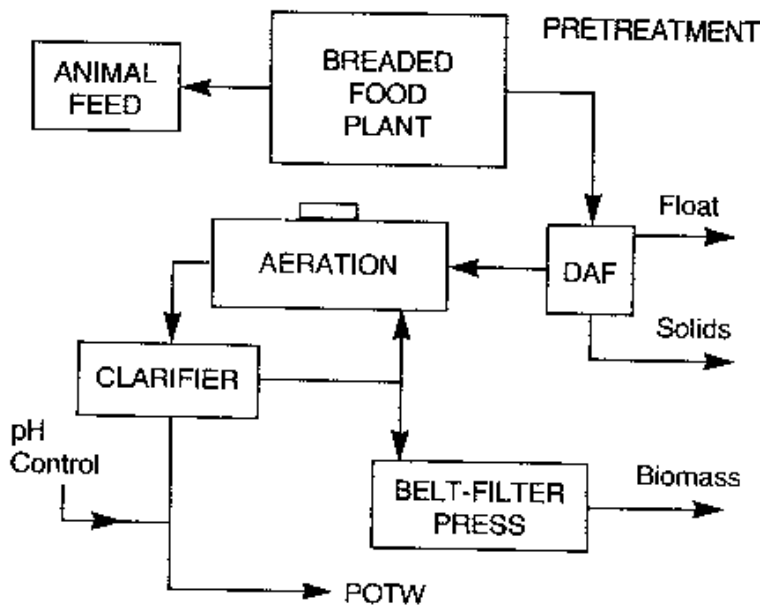 PRETREATMENT
ANIMAL
FEED
BREADED
FOOD
PLANT
Float
AERATION
DAF
Solids
CLARIFIER
pH
Control
BELT-FILTER
PRESS
Biomass
POTW